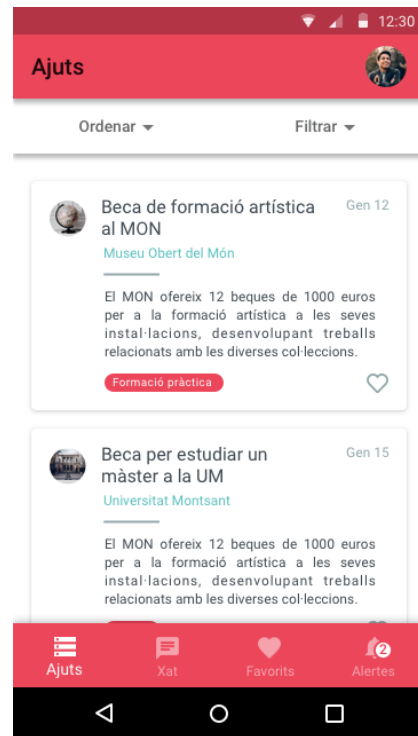 12:30
Ajuts
Ordenar
Filtrar
Beca de formació artística
al MON
Gen 12
Museu Obert del Món
El MON ofereix 12 beques de 1000 euros
per a la formació artística a les seves
instal·lacions, desenvolupant treballs
relacionats amb les diverses col·leccions.
Formació pràctica
Beca per estudiar un
màster a la UM
Gen 15
Universitat Montsant
El MON ofereix 12 beques de 1000 euros
per a la formació artística a les seves
instal·lacions, desenvolupant treballs
relacionats amb les diverses col·leccions.
2
Ajuts
Xat
Favorits
Alertes